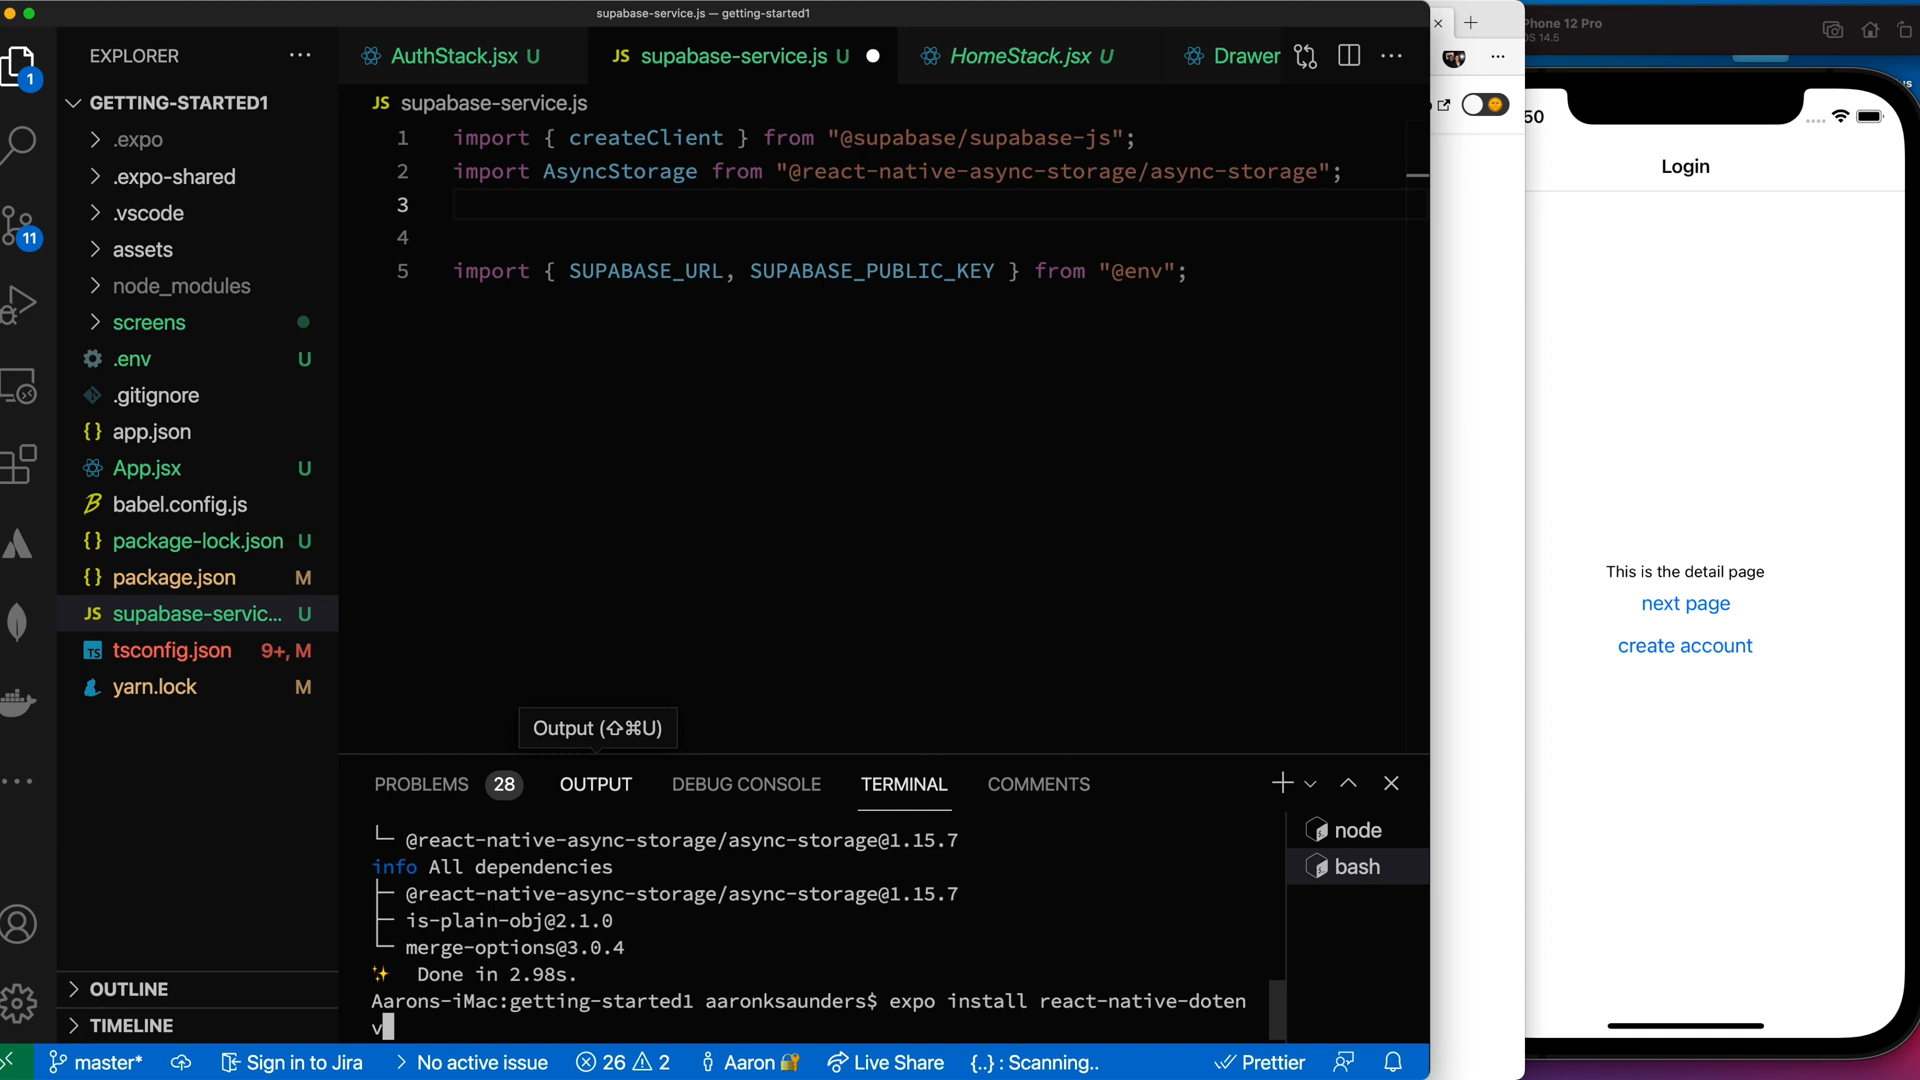 supabase-service.js — getting-started1
EXPLORER
GETTING-STARTED1
.expo
.expo-shared
.vscode
assets
node_modules
screens
.env U
.gitignore
app.json
App.jsx U
babel.config.js
package-lock.json U
package.json M
supabase-servic... U
tsconfig.json 9+, M
yarn.lock M
OUTLINE
TIMELINE
1
11
AuthStack.jsx U
JS supabase-service.js U
HomeStack.jsx U
Drawer
JS supabase-service.js
1 import { createClient } from "@supabase/supabase-js";
2 import AsyncStorage from "@react-native-async-storage/async-storage";
3
4
5 import { SUPABASE_URL, SUPABASE_PUBLIC_KEY } from "@env";
Output (⇧⌘U)
PROBLEMS 28 OUTPUT DEBUG CONSOLE TERMINAL COMMENTS
└─ @react-native-async-storage/async-storage@1.15.7
info All dependencies
├─ @react-native-async-storage/async-storage@1.15.7
├─ is-plain-obj@2.1.0
└─ merge-options@3.0.4
✨ Done in 2.98s.
Aarons-iMac:getting-started1 aaronksaunders$ expo install react-native-doten
v
node
bash
master* Sign in to Jira No active issue 26 2 Aaron 🔐 Live Share {..} : Scanning.. Prettier
Phone 12 Pro
OS 14.5
50
Login
This is the detail page
next page
create account